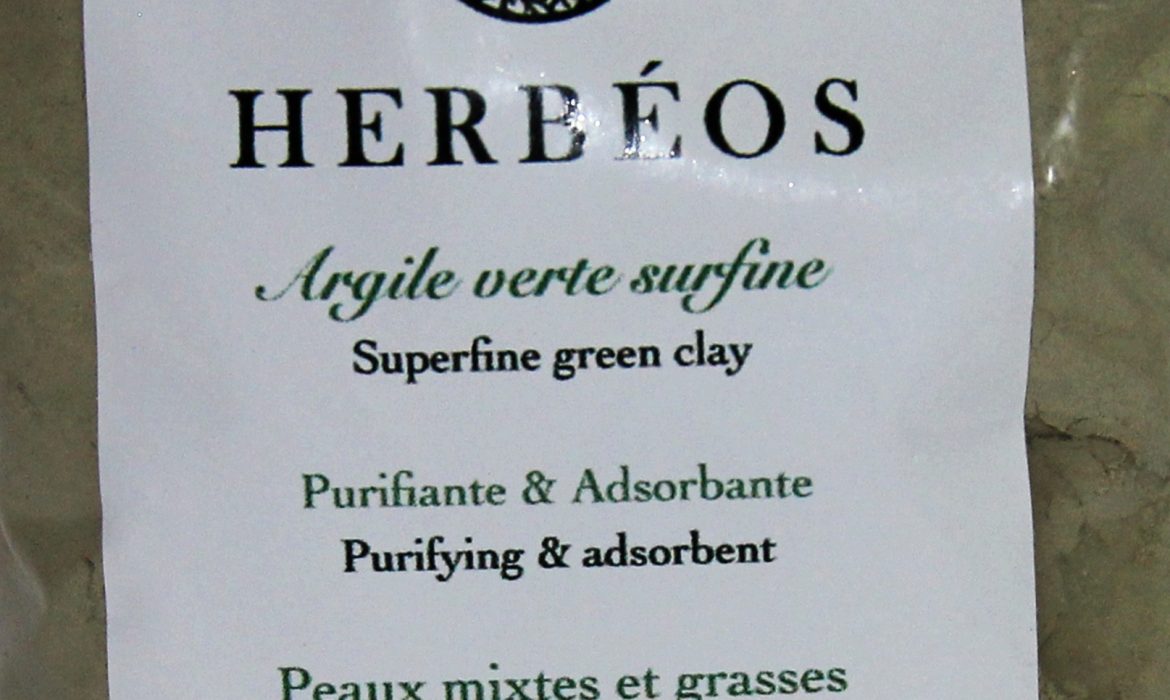 HERBÉOS
Argile verte surfine
Superfine green clay
Purifiante & Adsorbante
Purifying & adsorbent
Peaux mixtes et grasses